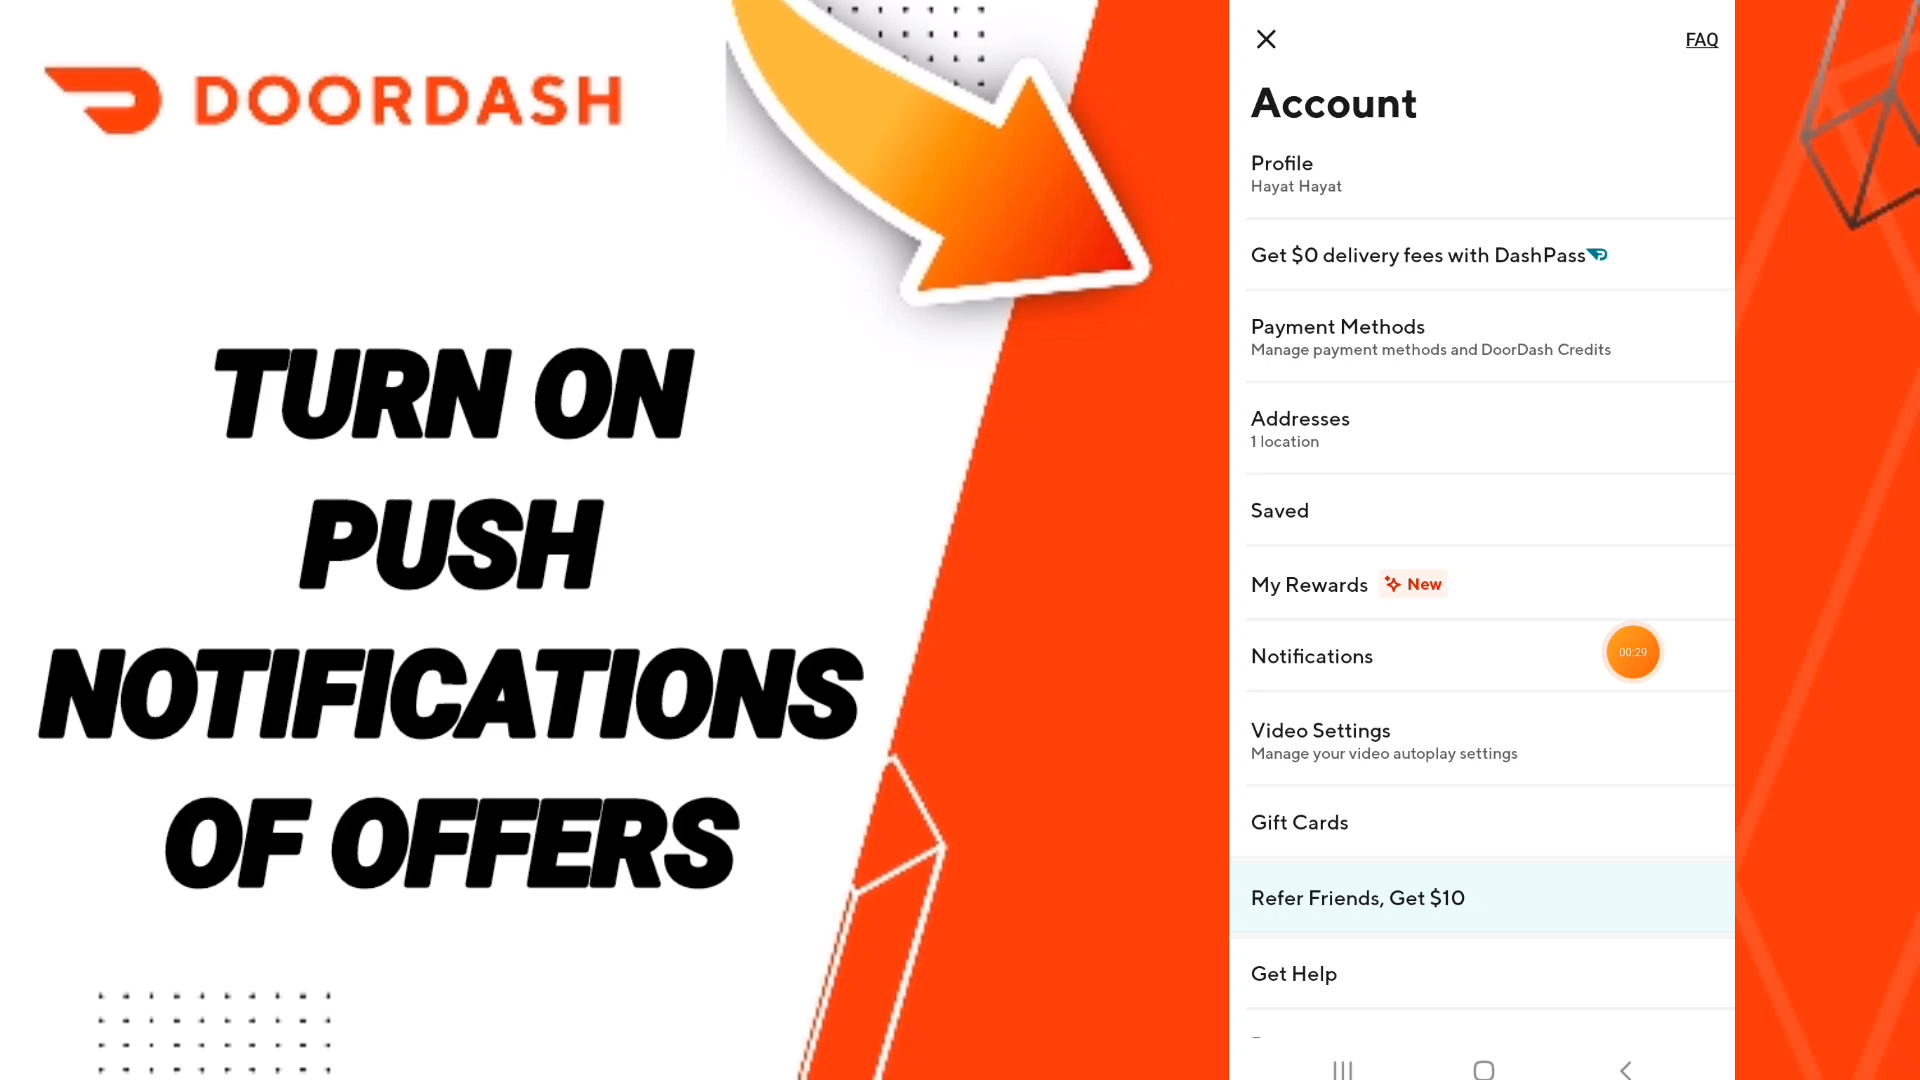 DOORDASH
TURN ON
PUSH
NOTIFICATIONS
OF OFFERS
FAQ
Account
Profile
Hayat Hayat
Get $0 delivery fees with DashPass
Payment Methods
Manage payment methods and DoorDash Credits
Addresses
1 location
Saved
My Rewards New
Notifications
00:29
Video Settings
Manage your video autoplay settings
Gift Cards
Refer Friends, Get $10
Get Help